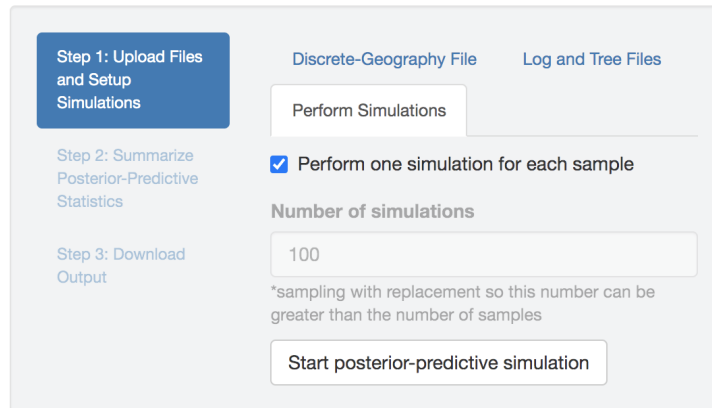 Step 1: Upload Files
and Setup
Simulations
Step 2: Summarize
Posterior-Predictive
Statistics
Step 3: Download
Output
Discrete-Geography File
Log and Tree Files
Perform Simulations
Perform one simulation for each sample
Number of simulations
100
*sampling with replacement so this number can be
greater than the number of samples
Start posterior-predictive simulation